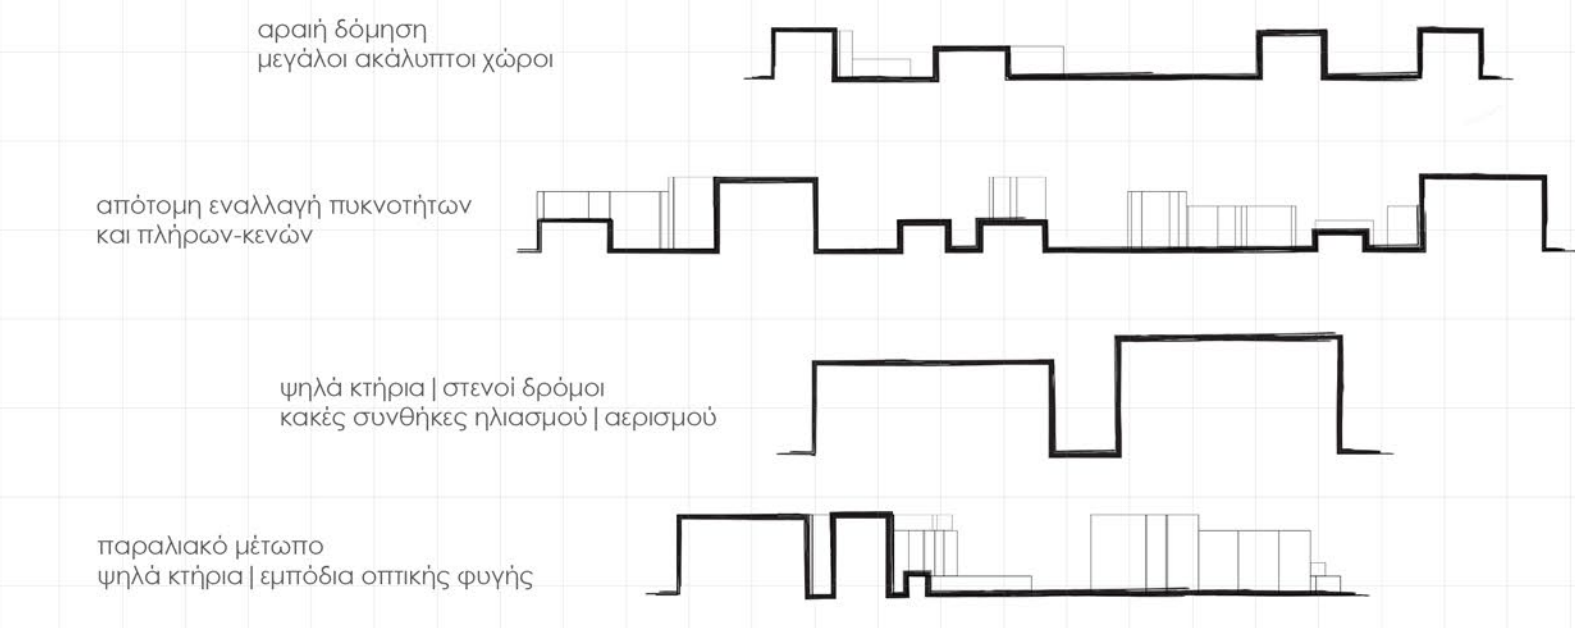 αραιή δόμηση
μεγάλοι ακάλυπτοι χώροι
απότομη εναλλαγή πυκνοτήτων
και πλήρων-κενών
ψηλά κτήρια | στενοί δρόμοι
κακές συνθήκες ηλιασμού | αερισμού
παραλιακό μέτωπο
ψηλά κτήρια | εμπόδια οπτικής φυγής